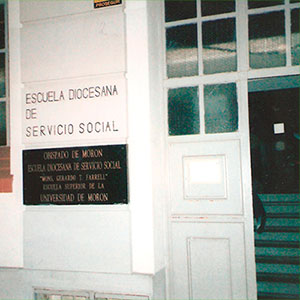 PROSEGUR
ESCUELA DIOCESANA
DE
SERVICIO SOCIAL
OBISPADO DE MORON
ESCUELA DIOCESANA DE SERVICIO SOCIAL
"MONS. GERARDO T. FARRELL"
ESCUELA SUPERIOR DE LA
UNIVERSIDAD DE MORON